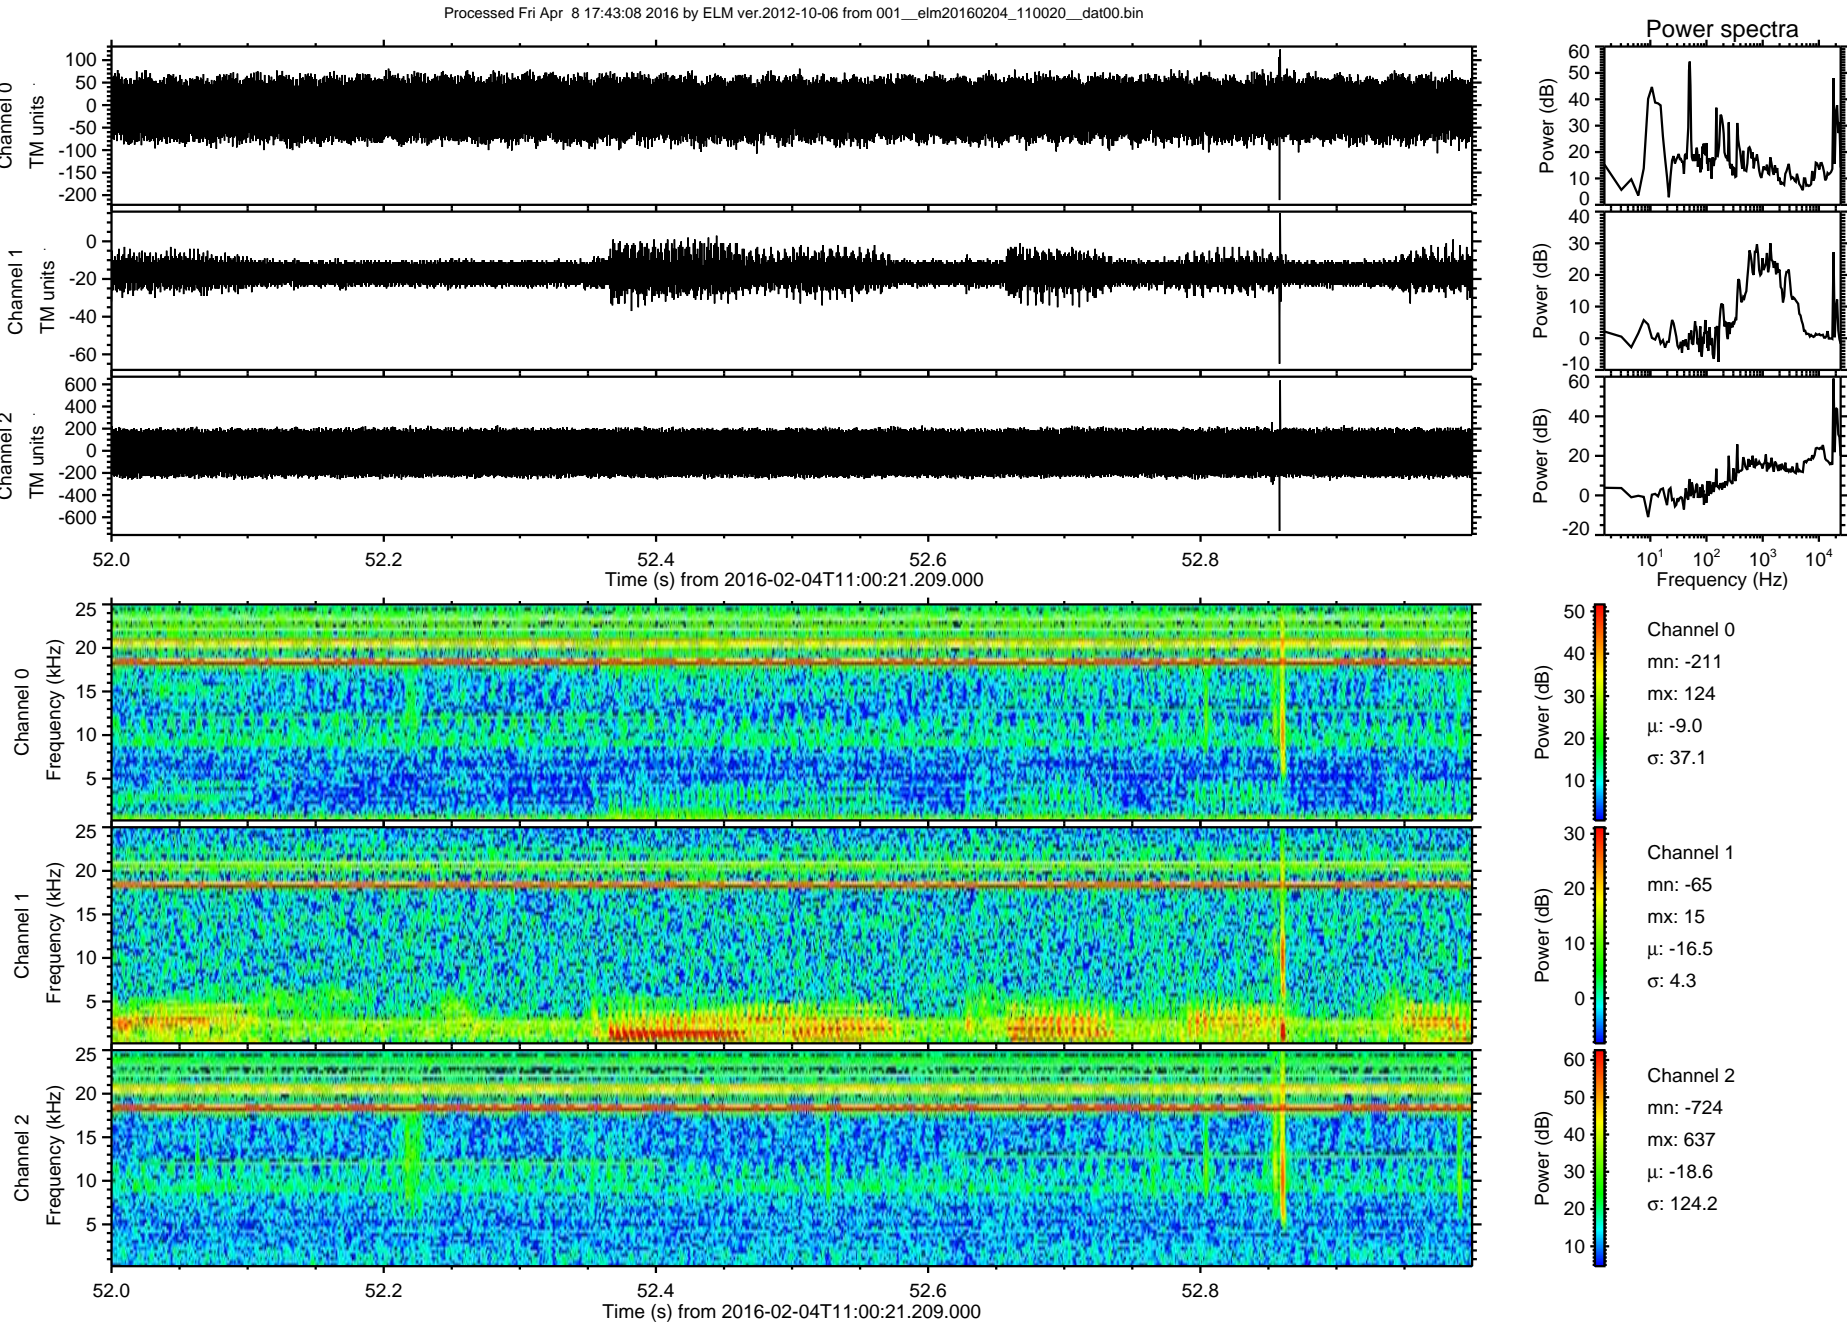 Processed Fri Apr  8 17:43:08 2016 by ELM ver.2012-10-06 from 001__elm20160204_110020__dat00.bin
Power spectra
Channel 0
TM units
100
50
0
-50
-100
-150
-200
Power (dB)
60
50
40
30
20
10
0
Channel 1
TM units
0
-20
-40
-60
Power (dB)
40
30
20
10
0
-10
Channel 2
TM units
600
400
200
0
-200
-400
-600
Power (dB)
60
40
20
0
-20
52.0 52.2 52.4 52.6 52.8
Time (s) from 2016-02-04T11:00:21.209.000
10^1 10^2 10^3 10^4
Frequency (Hz)
Channel 0
Frequency (kHz)
25
20
15
10
5
Power (dB)
50
40
30
20
10
Channel 0
mn: -211
mx: 124
μ: -9.0
σ: 37.1
Channel 1
Frequency (kHz)
25
20
15
10
5
Power (dB)
30
20
10
0
Channel 1
mn: -65
mx: 15
μ: -16.5
σ: 4.3
Channel 2
Frequency (kHz)
25
20
15
10
5
Power (dB)
60
50
40
30
20
10
Channel 2
mn: -724
mx: 637
μ: -18.6
σ: 124.2
52.0 52.2 52.4 52.6 52.8
Time (s) from 2016-02-04T11:00:21.209.000